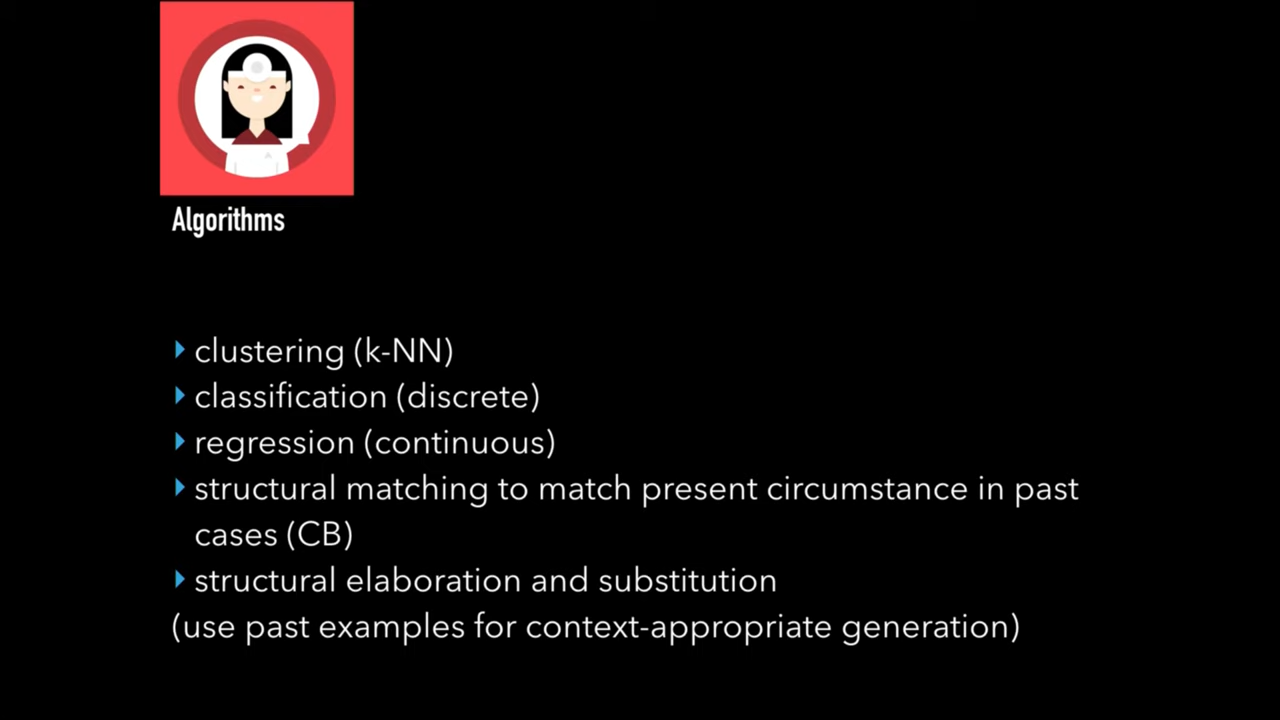 Algorithms
clustering (k-NN)
classification (discrete)
regression (continuous)
structural matching to match present circumstance in past
cases (CB)
structural elaboration and substitution
(use past examples for context-appropriate generation)